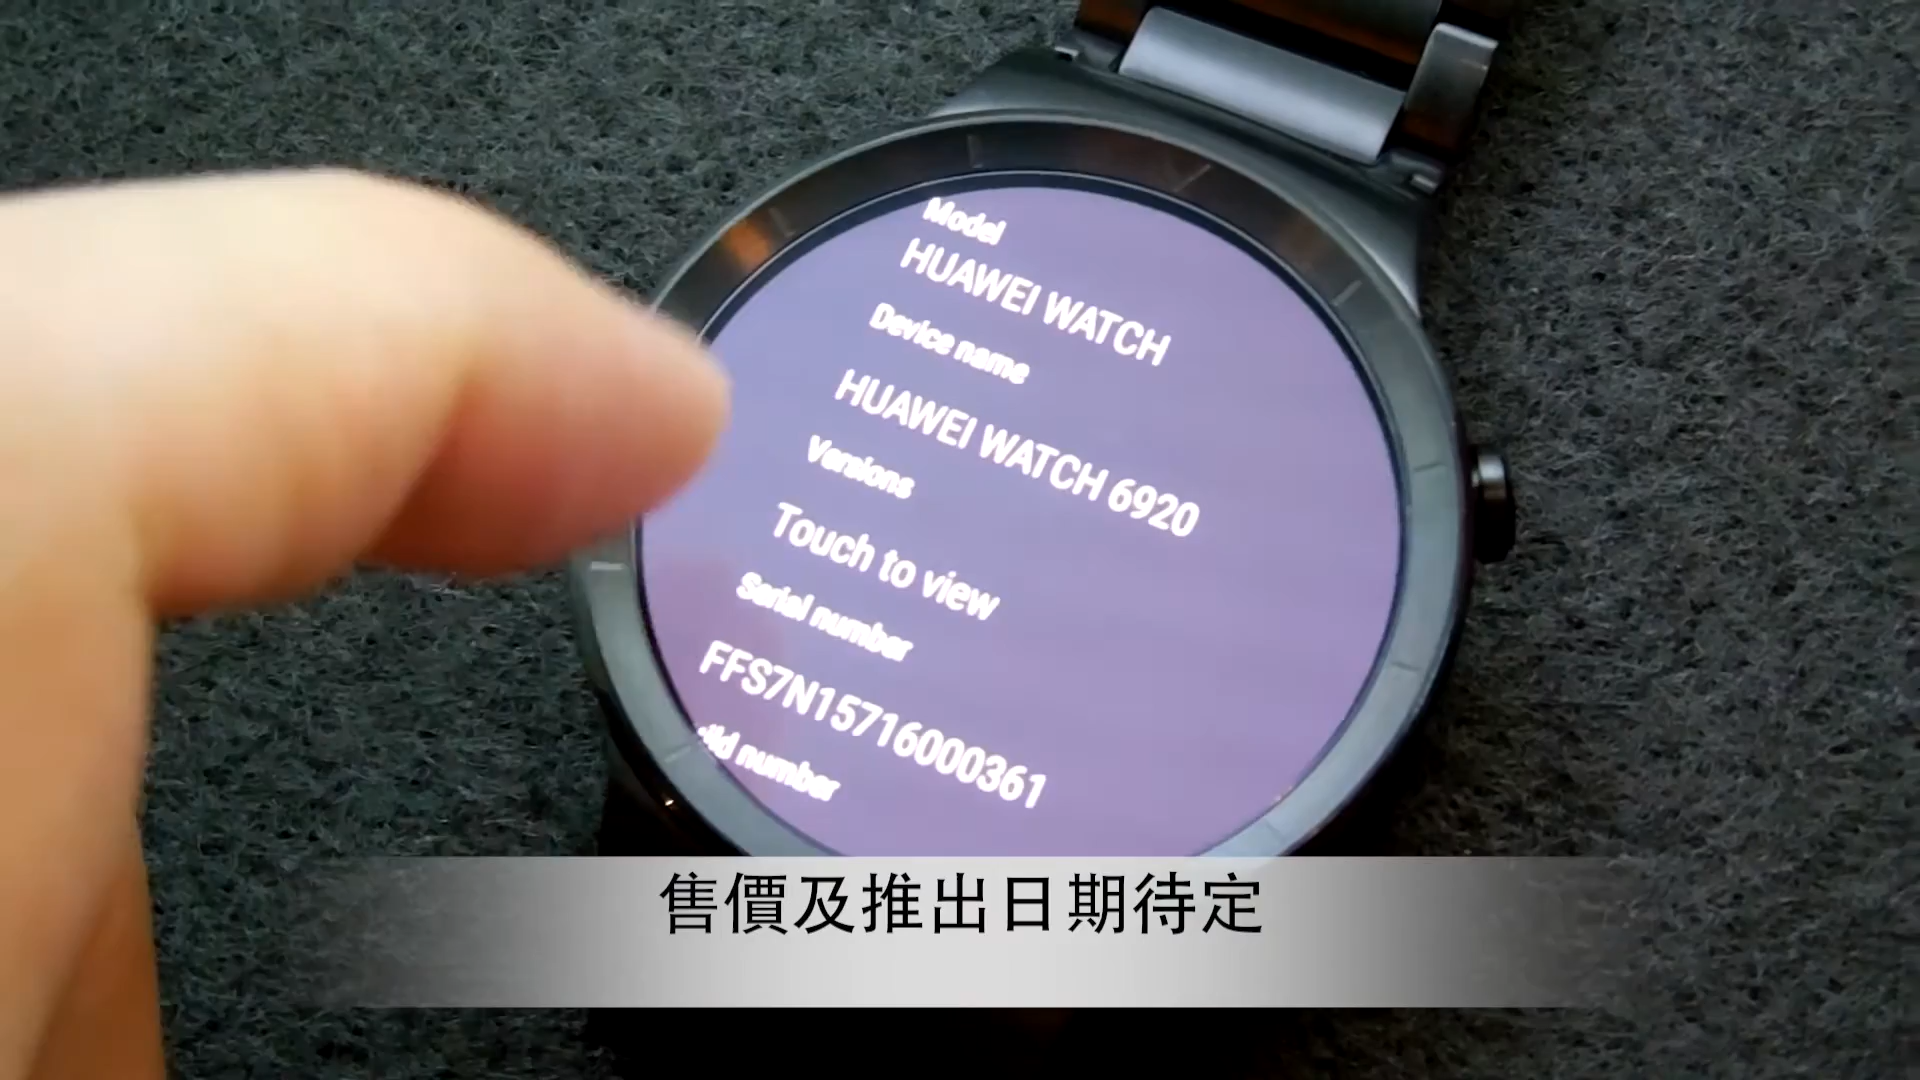 Model
HUAWEI WATCH
Device name
HUAWEI WATCH 6920
Versions
Touch to view
Serial number
FFS7N15716000361
number
售價及推出日期待定